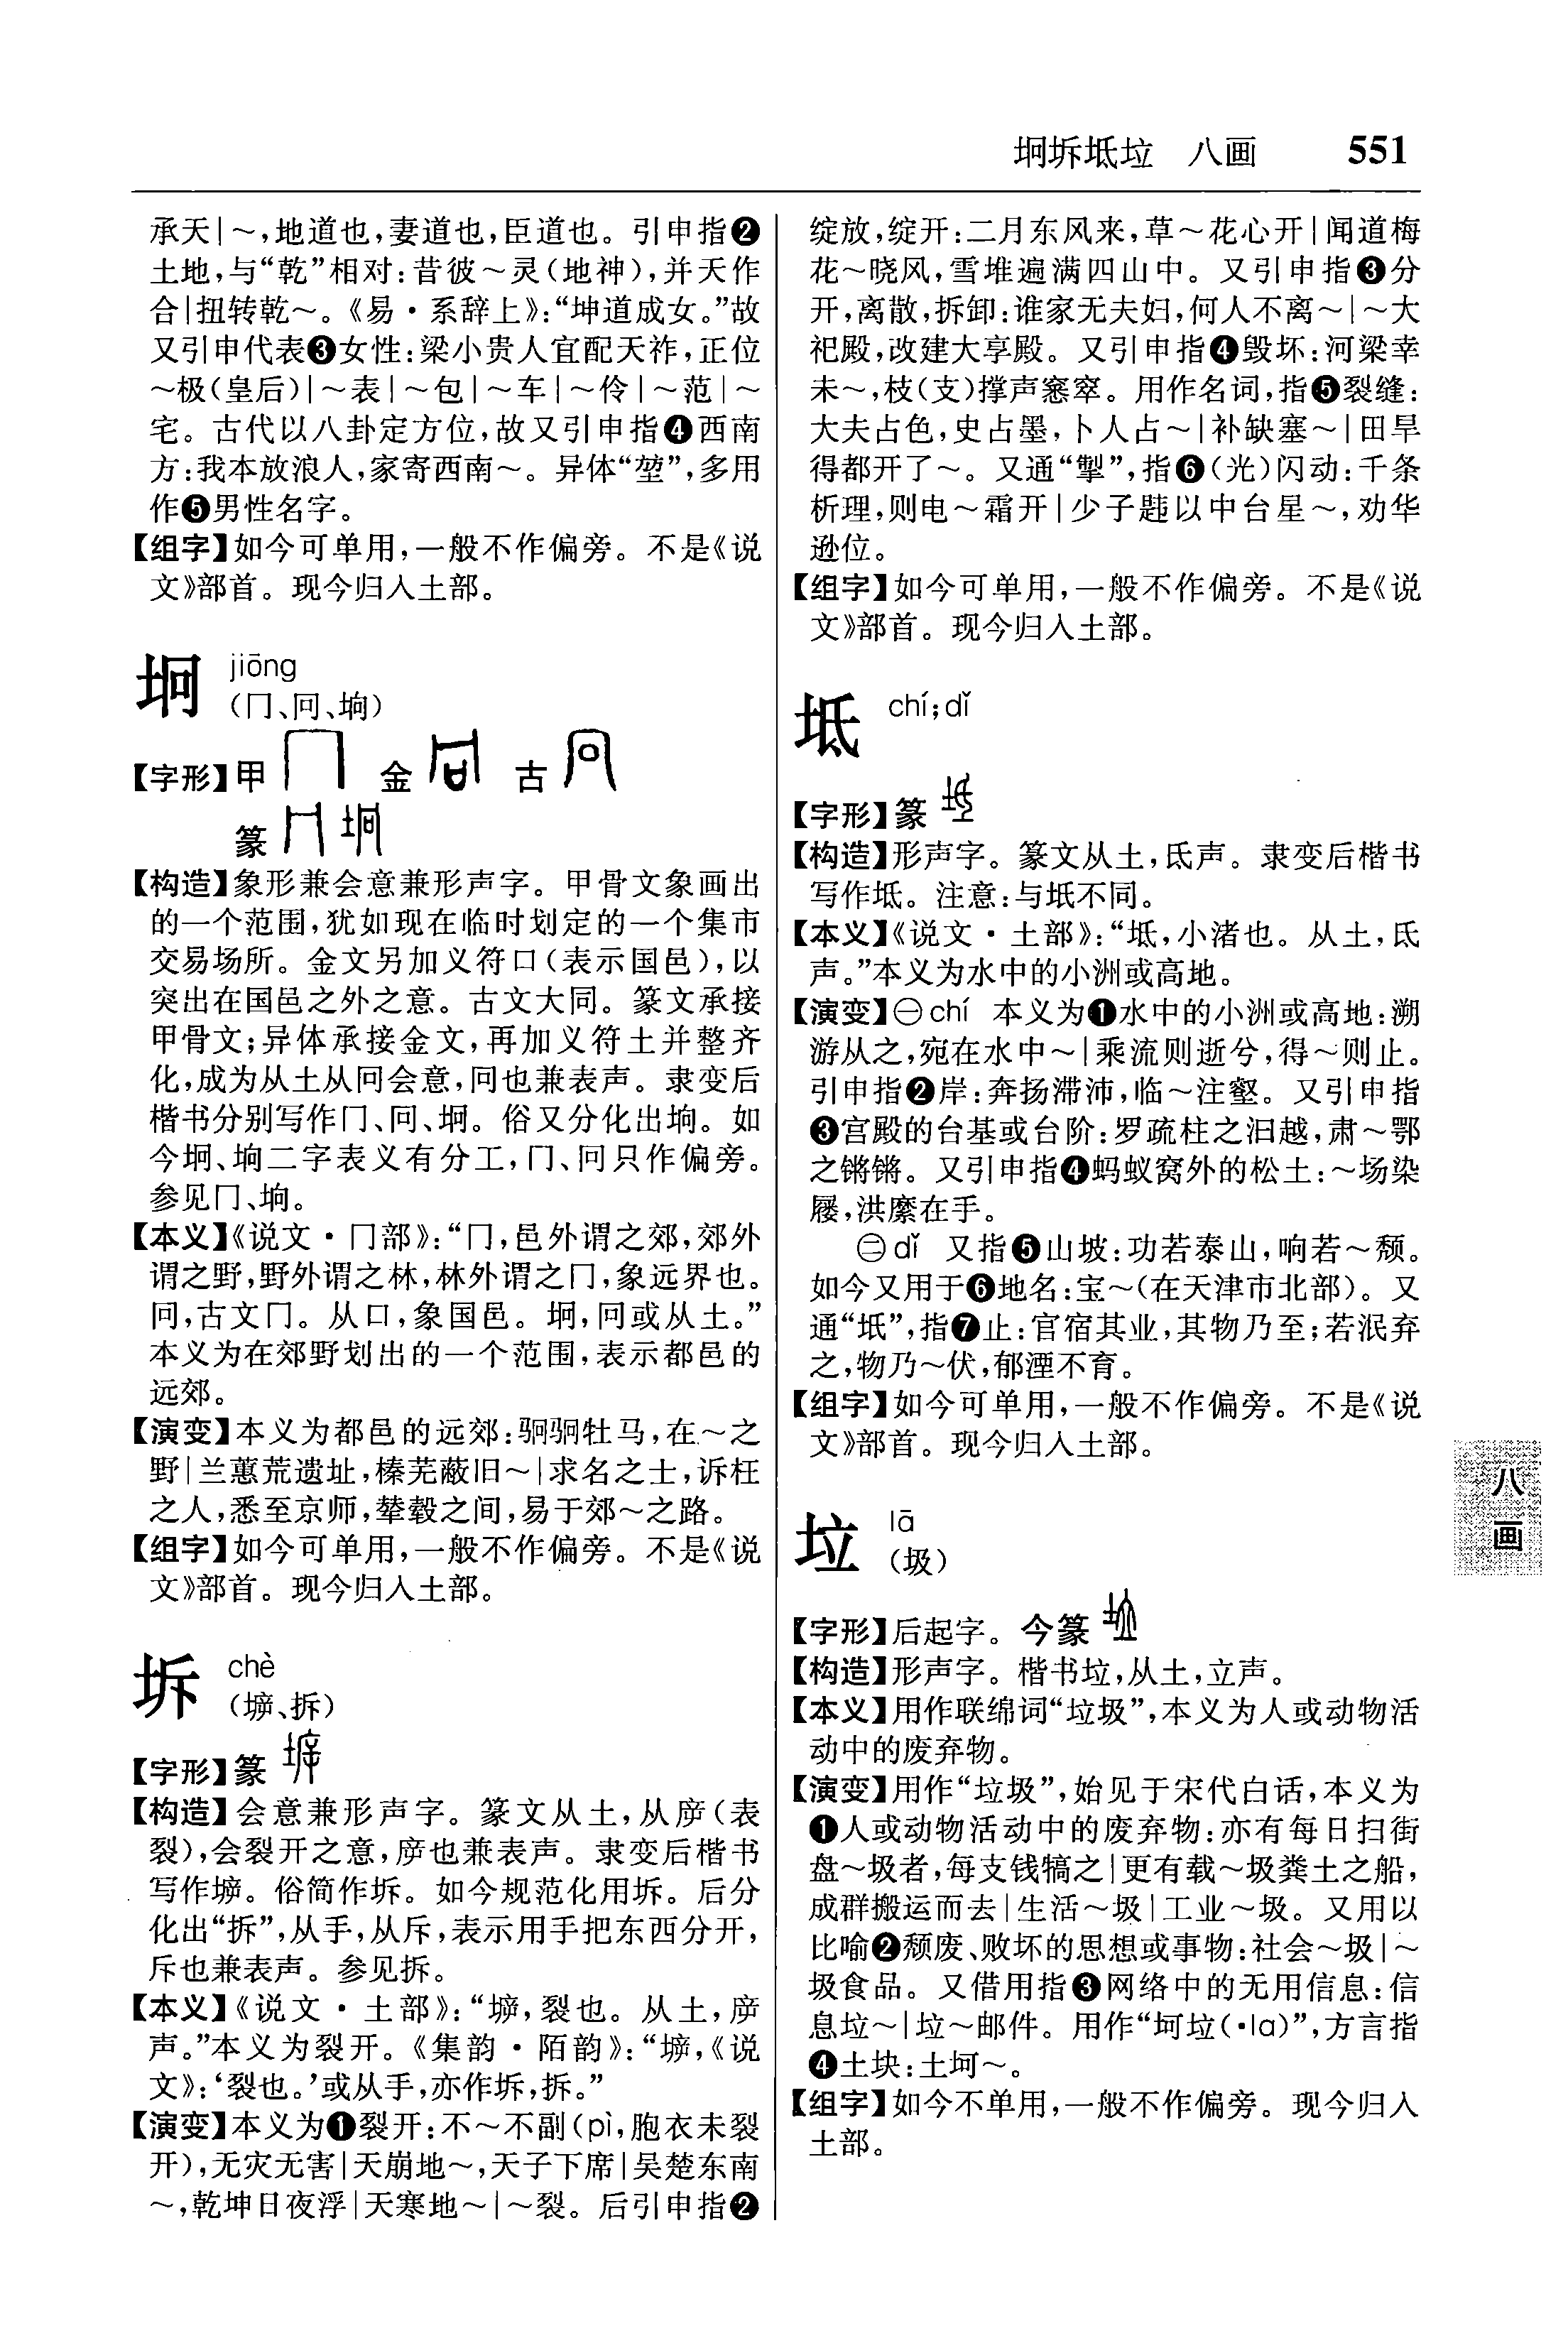 坰坼坻垃　八画　551
承天|～,地道也,妻道也,臣道也。引申指❷
土地,与“乾”相对:昔彼～灵(地神),并天作
合|扭转乾～。《易·系辞上》:“坤道成女。”故
又引申代表❸女性:梁小贵人宜配天祚,正位
～极(皇后)|～表|～包|～车|～伶|～范|～
宅。古代以八卦定方位,故又引申指❹西南
方:我本放浪人,家寄西南～。异体“堃”,多用
作❺男性名字。
【组字】如今可单用,一般不作偏旁。不是《说
文》部首。现今归入土部。
坰 jiōng
(冂、冋、垧)
【字形】甲 金 古
篆
【构造】象形兼会意兼形声字。甲骨文象画出
的一个范围,犹如现在临时划定的一个集市
交易场所。金文另加义符口(表示国邑),以
突出在国邑之外之意。古文大同。篆文承接
甲骨文;异体承接金文,再加义符土并整齐
化,成为从土从冋会意,冋也兼表声。隶变后
楷书分别写作冂、冋、坰。俗又分化出垧。如
今坰、垧二字表义有分工,冂、冋只作偏旁。
参见冂、垧。
【本义】《说文·冂部》:“冂,邑外谓之郊,郊外
谓之野,野外谓之林,林外谓之冂,象远界也。
冋,古文冂。从口,象国邑。坰,冋或从土。”
本义为在郊野划出的一个范围,表示都邑的
远郊。
【演变】本义为都邑的远郊:駉駉牡马,在～之
野|兰蕙荒遗址,榛芜蔽旧～|求名之士,诉枉
之人,悉至京师,辇毂之间,易于郊～之路。
【组字】如今可单用,一般不作偏旁。不是《说
文》部首。现今归入土部。
坼 chè
(㙤、拆)
【字形】篆
【构造】会意兼形声字。篆文从土,从㡿(表
裂),会裂开之意,㡿也兼表声。隶变后楷书
写作㙤。俗简作坼。如今规范化用坼。后分
化出“拆”,从手,从斥,表示用手把东西分开,
斥也兼表声。参见拆。
【本义】《说文·土部》:“㙤,裂也。从土,㡿
声。”本义为裂开。《集韵·陌韵》:“㙤,《说
文》:‘裂也。’或从手,亦作坼,拆。”
【演变】本义为❶裂开:不～不副(pì,胞衣未裂
开),无灾无害|天崩地～,天子下席|吴楚东南
～,乾坤日夜浮|天寒地～|～裂。后引申指❷
绽放,绽开:二月东风来,草～花心开|闻道梅
花～晓风,雪堆遍满四山中。又引申指❸分
开,离散,拆卸:谁家无夫妇,何人不离～|～大
祀殿,改建大享殿。又引申指❹毁坏:河梁幸
未～,枝(支)撑声窸窣。用作名词,指❺裂缝:
大夫占色,史占墨,卜人占～|补缺塞～|田旱
得都开了～。又通“掣”,指❻(光)闪动:千条
析理,则电～霜开|少子韪以中台星～,劝华
逊位。
【组字】如今可单用,一般不作偏旁。不是《说
文》部首。现今归入土部。
坻 chí;dǐ
【字形】篆
【构造】形声字。篆文从土,氐声。隶变后楷书
写作坻。注意:与坁不同。
【本义】《说文·土部》:“坻,小渚也。从土,氐
声。”本义为水中的小洲或高地。
【演变】㊀chí 本义为❶水中的小洲或高地:溯
游从之,宛在水中～|乘流则逝兮,得～则止。
引申指❷岸:奔扬滞沛,临～注壑。又引申指
❸宫殿的台基或台阶:罗疏柱之汩越,肃～鄂
之锵锵。又引申指❹蚂蚁窝外的松土:～场染
屦,洪縻在手。
㊁dǐ 又指❺山坡:功若泰山,响若～颓。
如今又用于❻地名:宝～(在天津市北部)。又
通“坁”,指❼止:官宿其业,其物乃至;若泯弃
之,物乃～伏,郁湮不育。
【组字】如今可单用,一般不作偏旁。不是《说
文》部首。现今归入土部。
垃 lā
(圾)
【字形】后起字。今篆
【构造】形声字。楷书垃,从土,立声。
【本义】用作联绵词“垃圾”,本义为人或动物活
动中的废弃物。
【演变】用作“垃圾”,始见于宋代白话,本义为
❶人或动物活动中的废弃物:亦有每日扫街
盘～圾者,每支钱犒之|更有载～圾粪土之船,
成群搬运而去|生活～圾|工业～圾。又用以
比喻❷颓废、败坏的思想或事物:社会～圾|～
圾食品。又借用指❸网络中的无用信息:信
息垃～|垃～邮件。用作“坷垃(·la)”,方言指
❹土块:土坷～。
【组字】如今不单用,一般不作偏旁。现今归入
土部。
八画